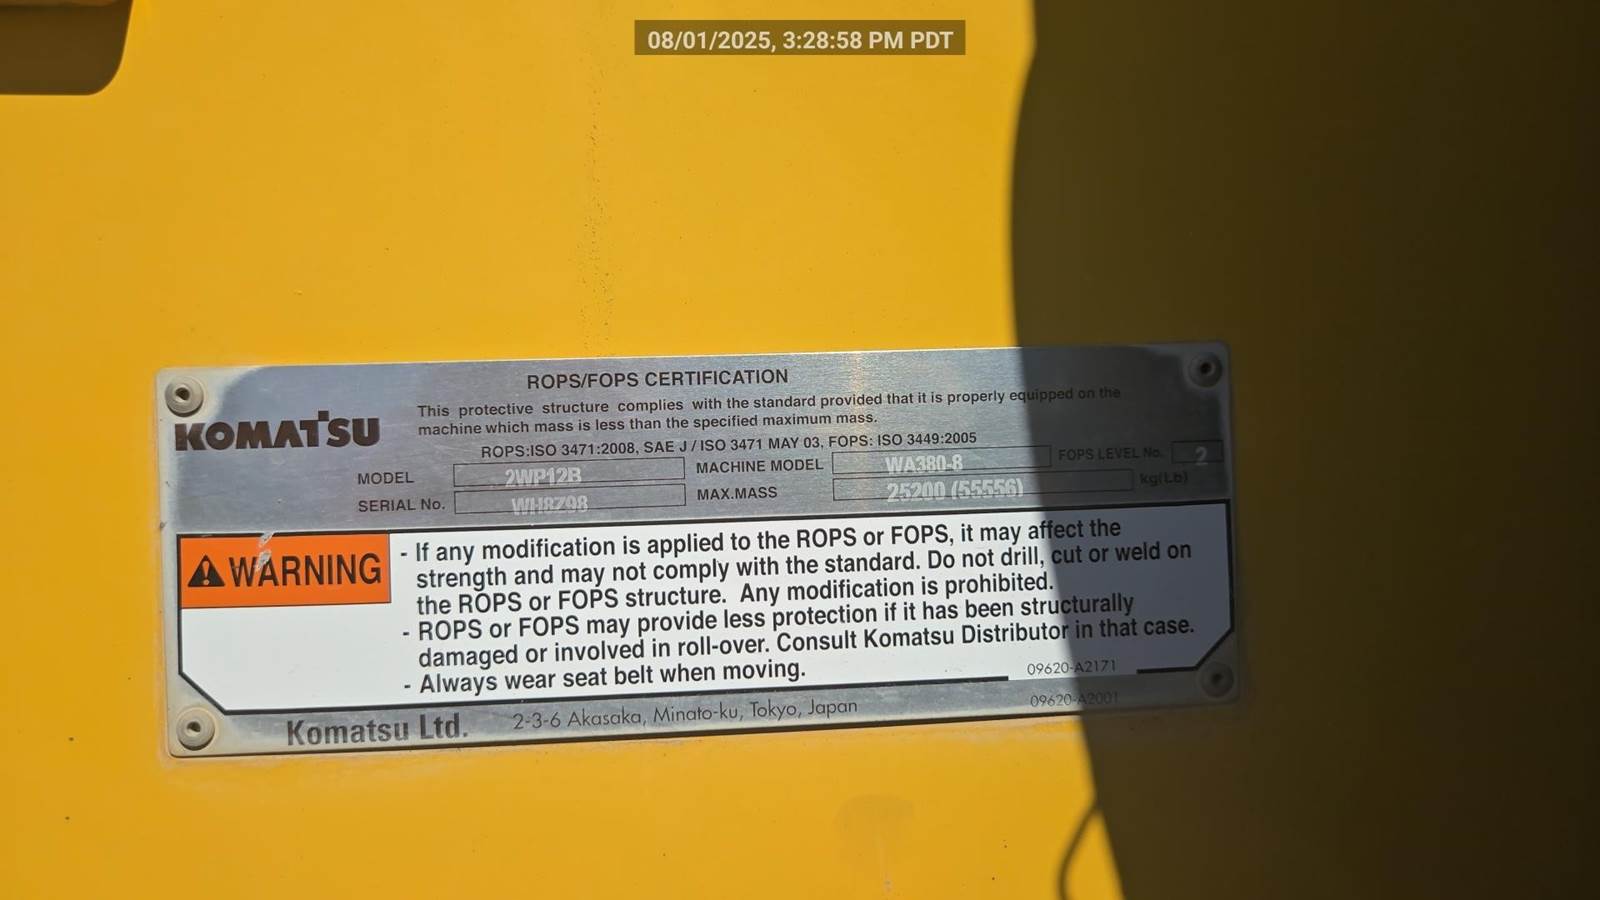 08/01/2025, 3:28:58 PM PDT
ROPS/FOPS CERTIFICATION
KOMATSU
This protective structure complies with the standard provided that it is properly equipped on the
machine which mass is less than the specified maximum mass.
ROPS:ISO 3471:2008, SAE J / ISO 3471 MAY 03, FOPS: ISO 3449:2005
MODEL 2WP12B MACHINE MODEL WA380-8 FOPS LEVEL No. 2
SERIAL No. MAX.MASS 25200 (55556) kg(Lb)
WARNING
- If any modification is applied to the ROPS or FOPS, it may affect the
strength and may not comply with the standard. Do not drill, cut or weld on
the ROPS or FOPS structure. Any modification is prohibited.
- ROPS or FOPS may provide less protection if it has been structurally
damaged or involved in roll-over. Consult Komatsu Distributor in that case.
- Always wear seat belt when moving.
09620-A2171
Komatsu Ltd. 2-3-6 Akasaka, Minato-ku, Tokyo, Japan
09620-A2001